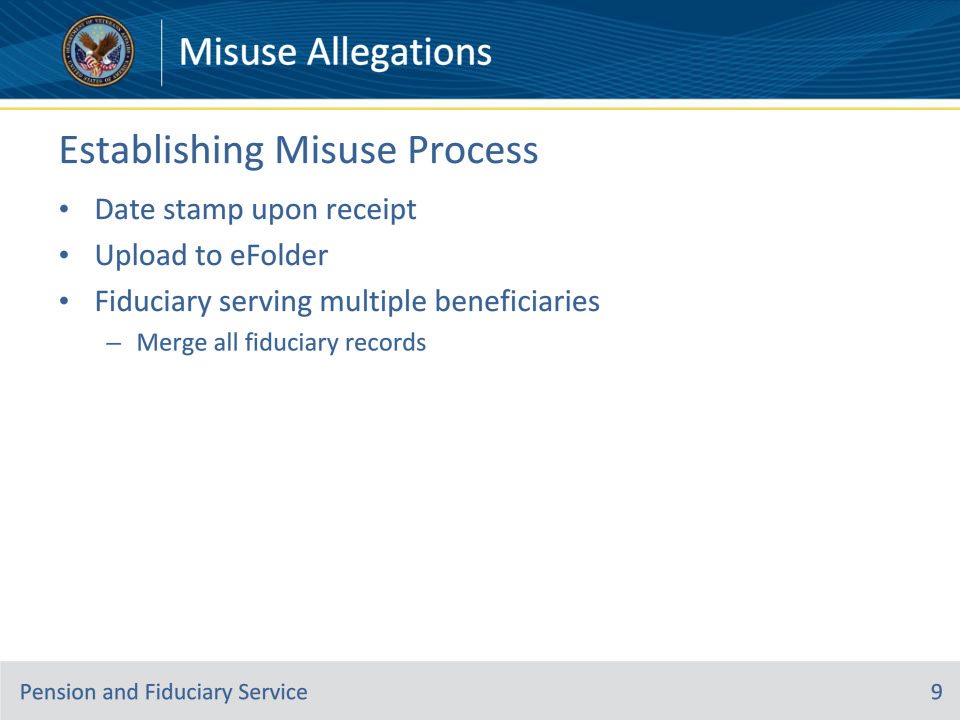 Misuse Allegations
Establishing Misuse Process
• Date stamp upon receipt
• Upload to eFolder
• Fiduciary serving multiple beneficiaries
– Merge all fiduciary records
Pension and Fiduciary Service
9